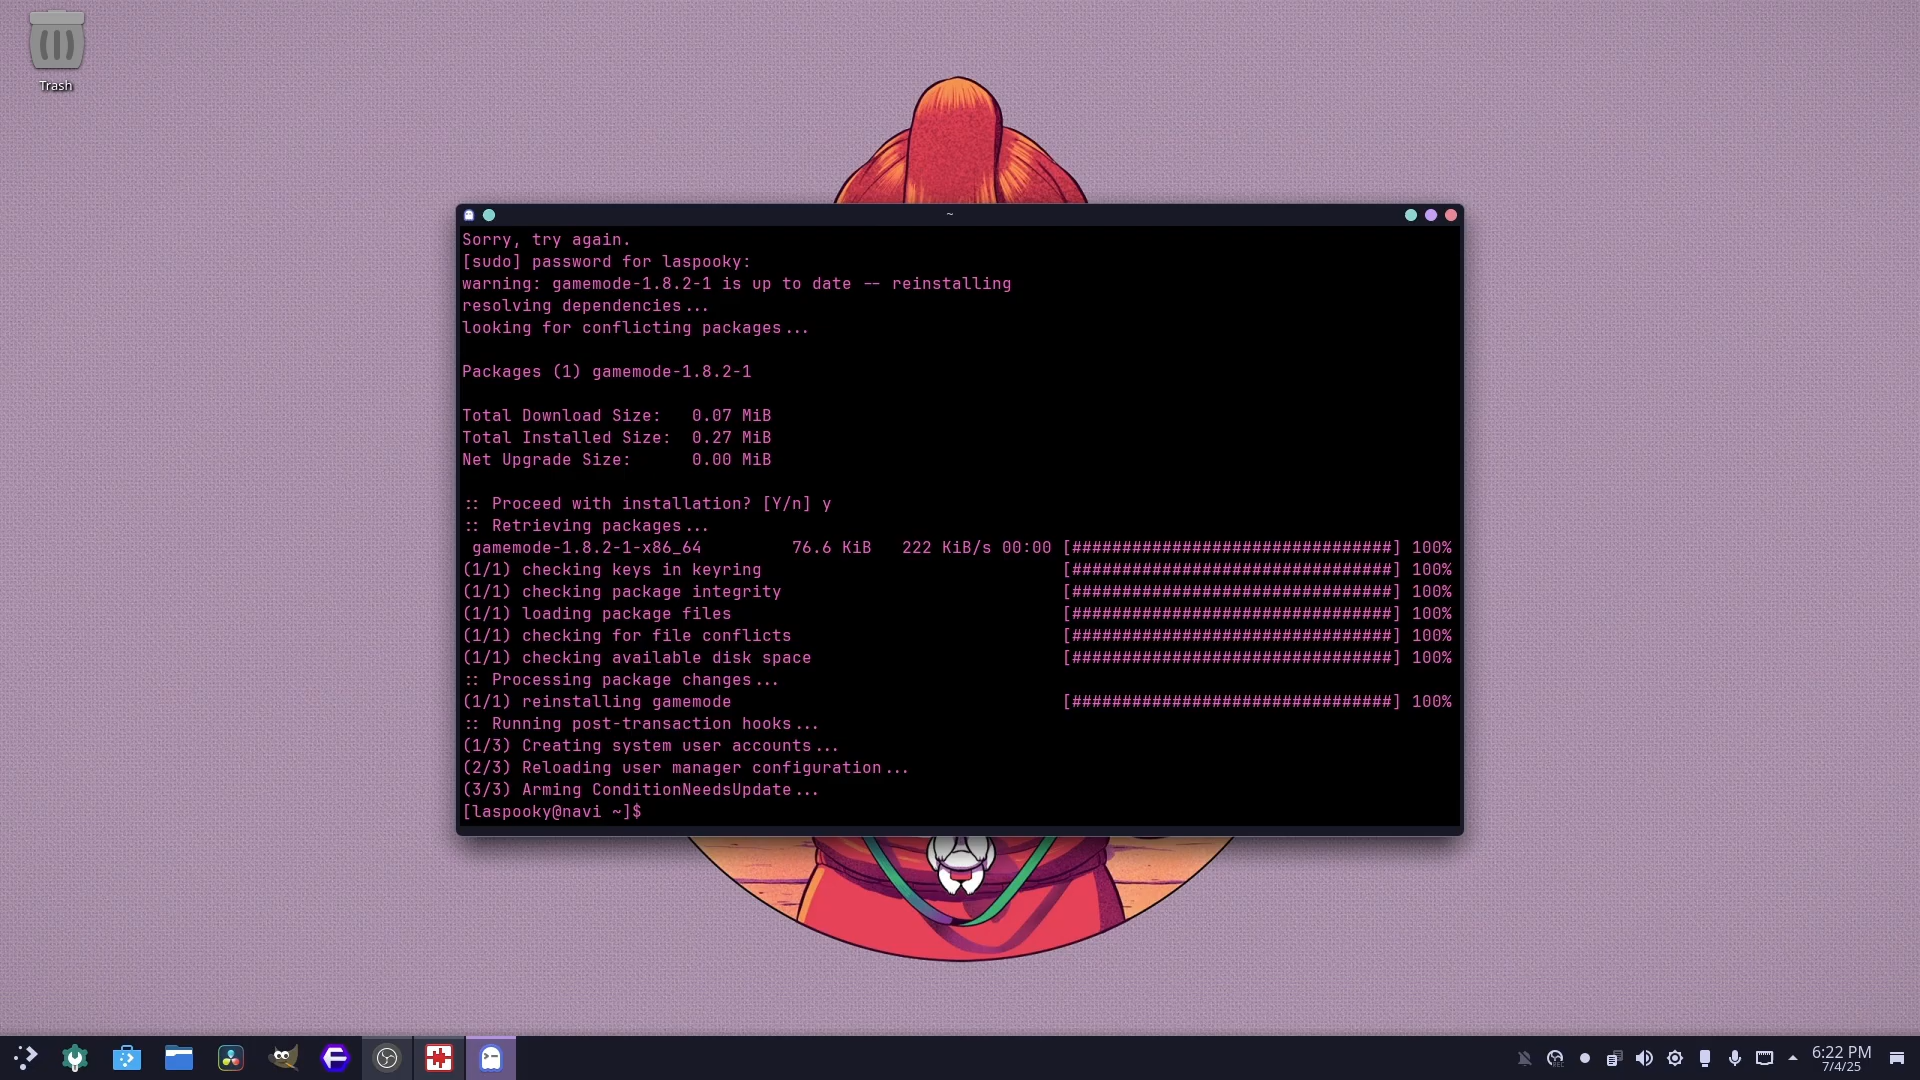 Trash
~
Sorry, try again.
[sudo] password for laspooky:
warning: gamemode-1.8.2-1 is up to date -- reinstalling
resolving dependencies...
looking for conflicting packages...
Packages (1) gamemode-1.8.2-1
Total Download Size:   0.07 MiB
Total Installed Size:  0.27 MiB
Net Upgrade Size:      0.00 MiB
:: Proceed with installation? [Y/n] y
:: Retrieving packages...
 gamemode-1.8.2-1-x86_64         76.6 KiB   222 KiB/s 00:00 [################################] 100%
(1/1) checking keys in keyring                              [################################] 100%
(1/1) checking package integrity                            [################################] 100%
(1/1) loading package files                                 [################################] 100%
(1/1) checking for file conflicts                           [################################] 100%
(1/1) checking available disk space                         [################################] 100%
:: Processing package changes...
(1/1) reinstalling gamemode                                 [################################] 100%
:: Running post-transaction hooks...
(1/3) Creating system user accounts...
(2/3) Reloading user manager configuration...
(3/3) Arming ConditionNeedsUpdate...
[laspooky@navi ~]$
REC
6:22 PM
7/4/25